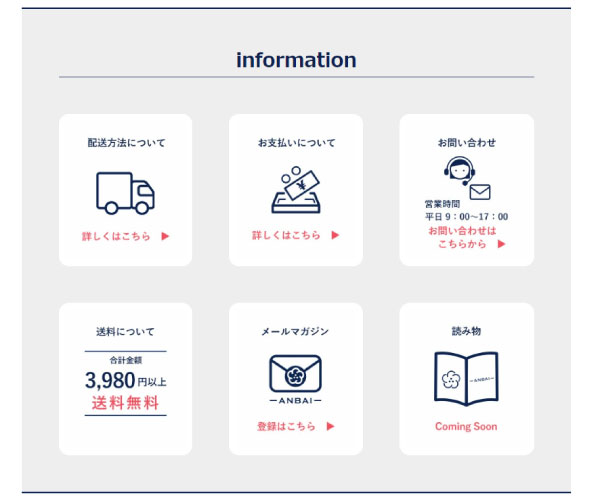 information
配送方法について
詳しくはこちら ▶
お支払いについて
¥
詳しくはこちら ▶
お問い合わせ
営業時間
平日 9：00～17：00
お問い合わせは
こちらから ▶
送料について
合計金額
3,980円以上
送料無料
メールマガジン
－ANBAI－
登録はこちら ▶
読み物
－ANBAI－
Coming Soon